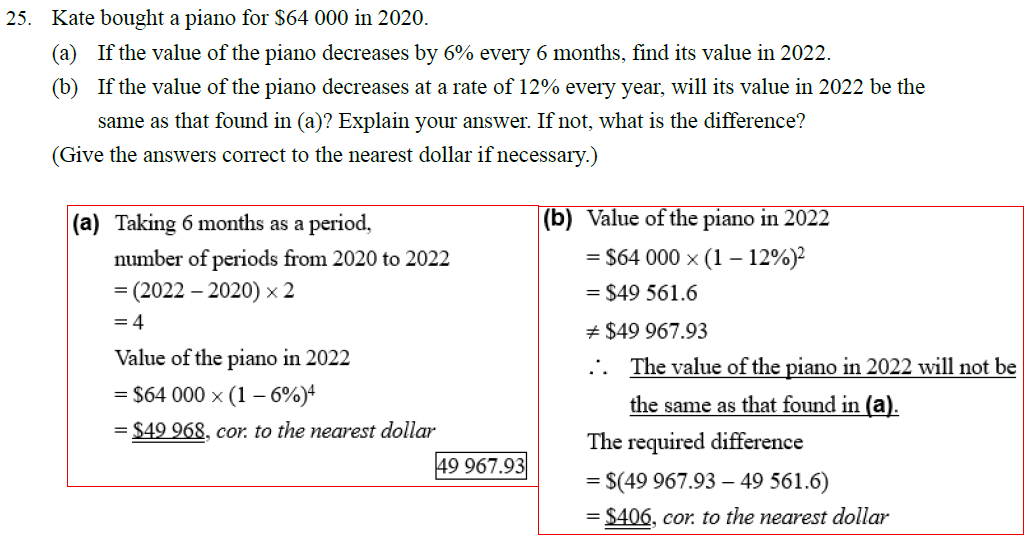 25. Kate bought a piano for $64 000 in 2020.
(a) If the value of the piano decreases by 6% every 6 months, find its value in 2022.
(b) If the value of the piano decreases at a rate of 12% every year, will its value in 2022 be the
same as that found in (a)? Explain your answer. If not, what is the difference?
(Give the answers correct to the nearest dollar if necessary.)
(a) Taking 6 months as a period,
number of periods from 2020 to 2022
= (2022 – 2020) × 2
= 4
Value of the piano in 2022
= $64 000 × (1 – 6%)⁴
= $49 968, cor. to the nearest dollar
49 967.93
(b) Value of the piano in 2022
= $64 000 × (1 – 12%)²
= $49 561.6
≠ $49 967.93
∴ The value of the piano in 2022 will not be
the same as that found in (a).
The required difference
= $(49 967.93 – 49 561.6)
= $406, cor. to the nearest dollar